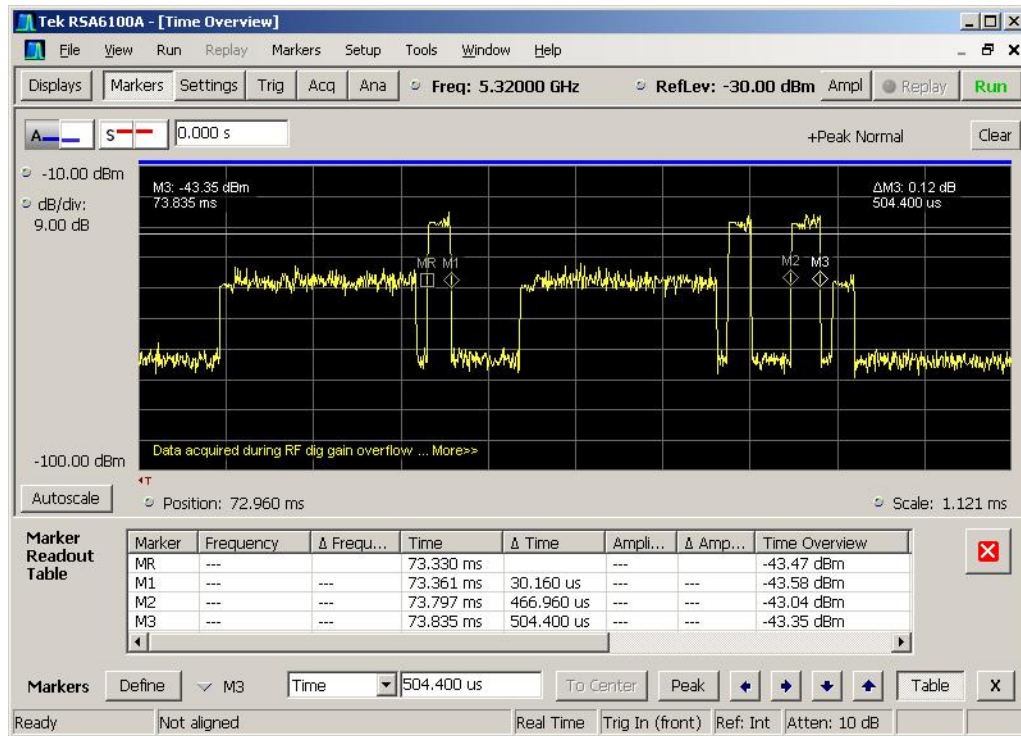 Tek RSA6100A - [Time Overview]
File View Run Replay Markers Setup Tools Window Help
Displays Markers Settings Trig Acq Ana Freq: 5.32000 GHz RefLev: -30.00 dBm Ampl Replay Run
A S 0.000 s +Peak Normal Clear
-10.00 dBm
dB/div:
9.00 dB
M3: -43.35 dBm
73.835 ms
ΔM3: 0.12 dB
504.400 us
MR M1 M2 M3
Data acquired during RF dig gain overflow ... More>>
-100.00 dBm
T
Autoscale Position: 72.960 ms Scale: 1.121 ms
Marker
Readout
Table
Marker Frequency Δ Frequ... Time Δ Time Ampli... Δ Amp... Time Overview
MR --- 73.330 ms --- -43.47 dBm
M1 --- --- 73.361 ms 30.160 us --- --- -43.58 dBm
M2 --- --- 73.797 ms 466.960 us --- --- -43.04 dBm
M3 --- --- 73.835 ms 504.400 us --- --- -43.35 dBm
Markers Define M3 Time 504.400 us To Center Peak Table X
Ready Not aligned Real Time Trig In (front) Ref: Int Atten: 10 dB